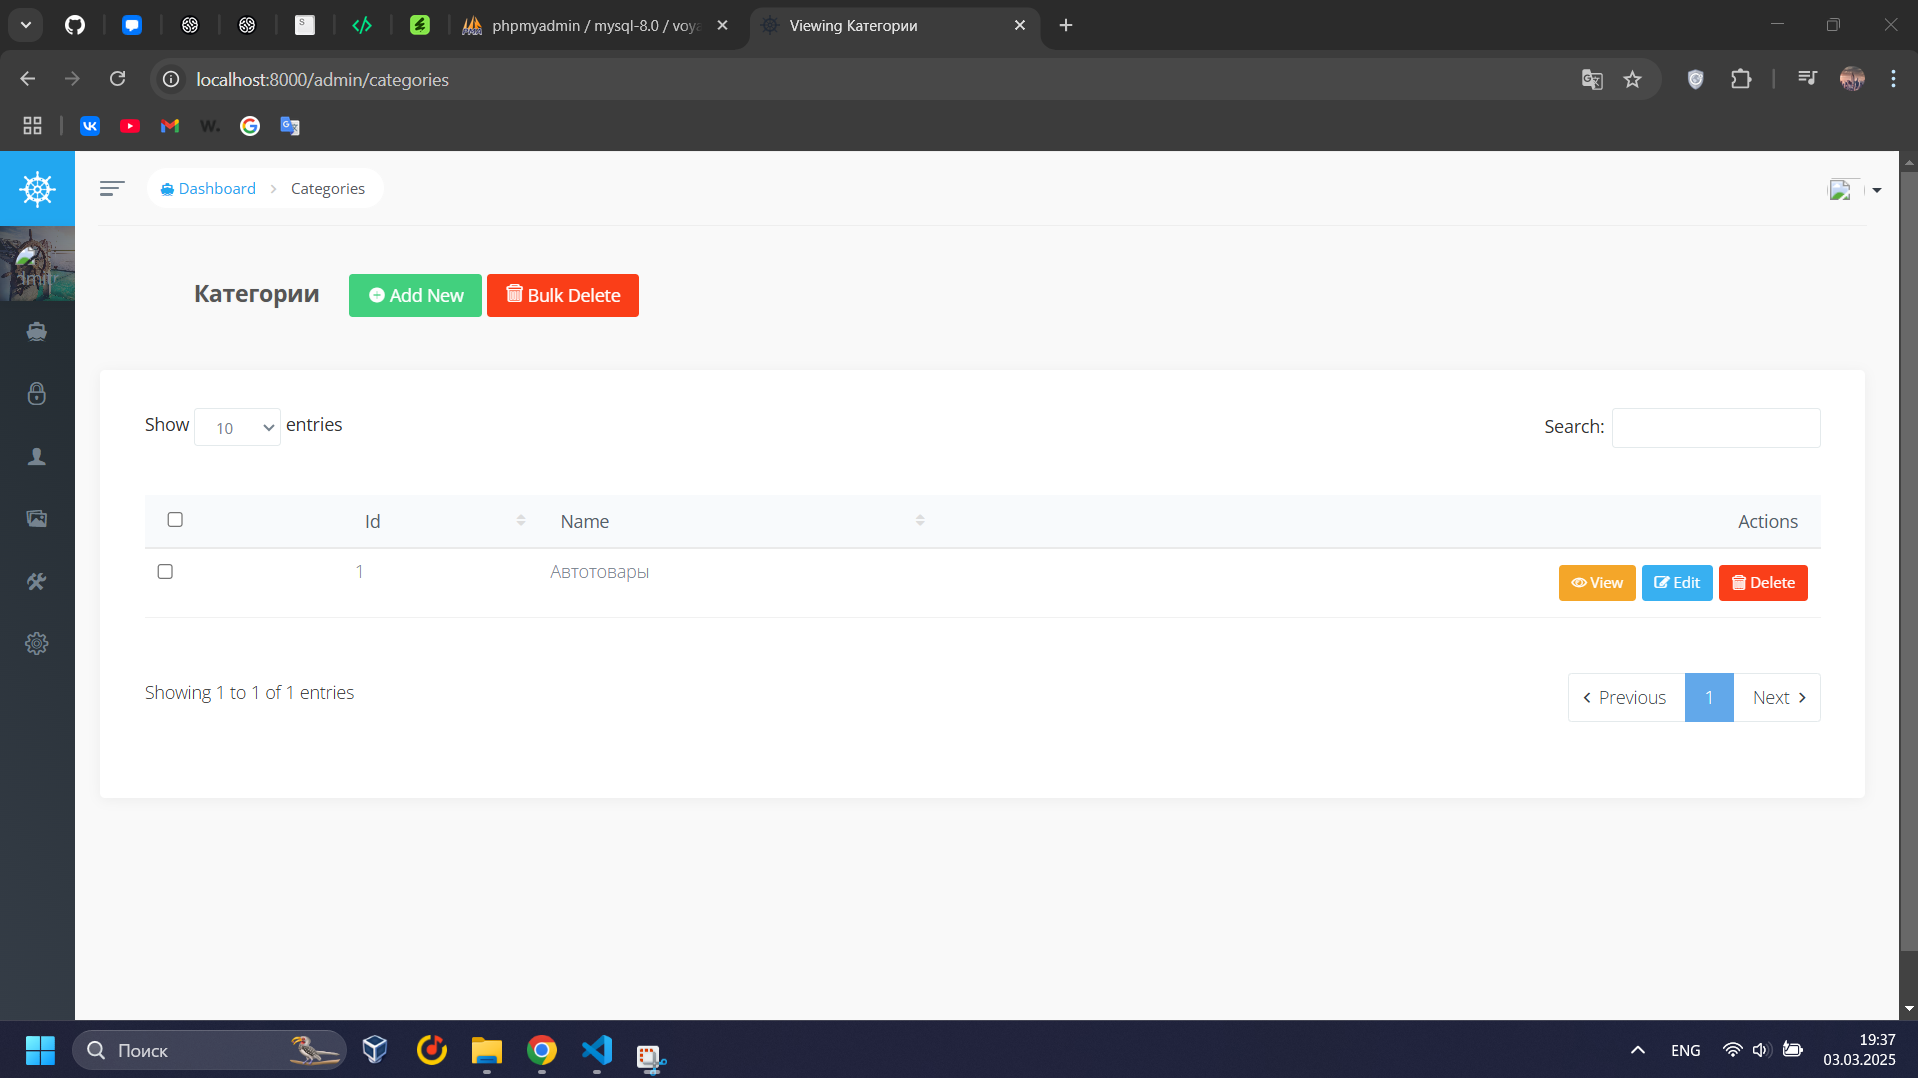 phpmyadmin / mysql-8.0 / voya
Viewing Категории
localhost:8000/admin/categories
Dashboard
Categories
Категории
Add New
Bulk Delete
Show 10 entries
Search:
Id
Name
Actions
1
Автотовары
View
Edit
Delete
Showing 1 to 1 of 1 entries
Previous
1
Next
Поиск
ENG
19:37
03.03.2025